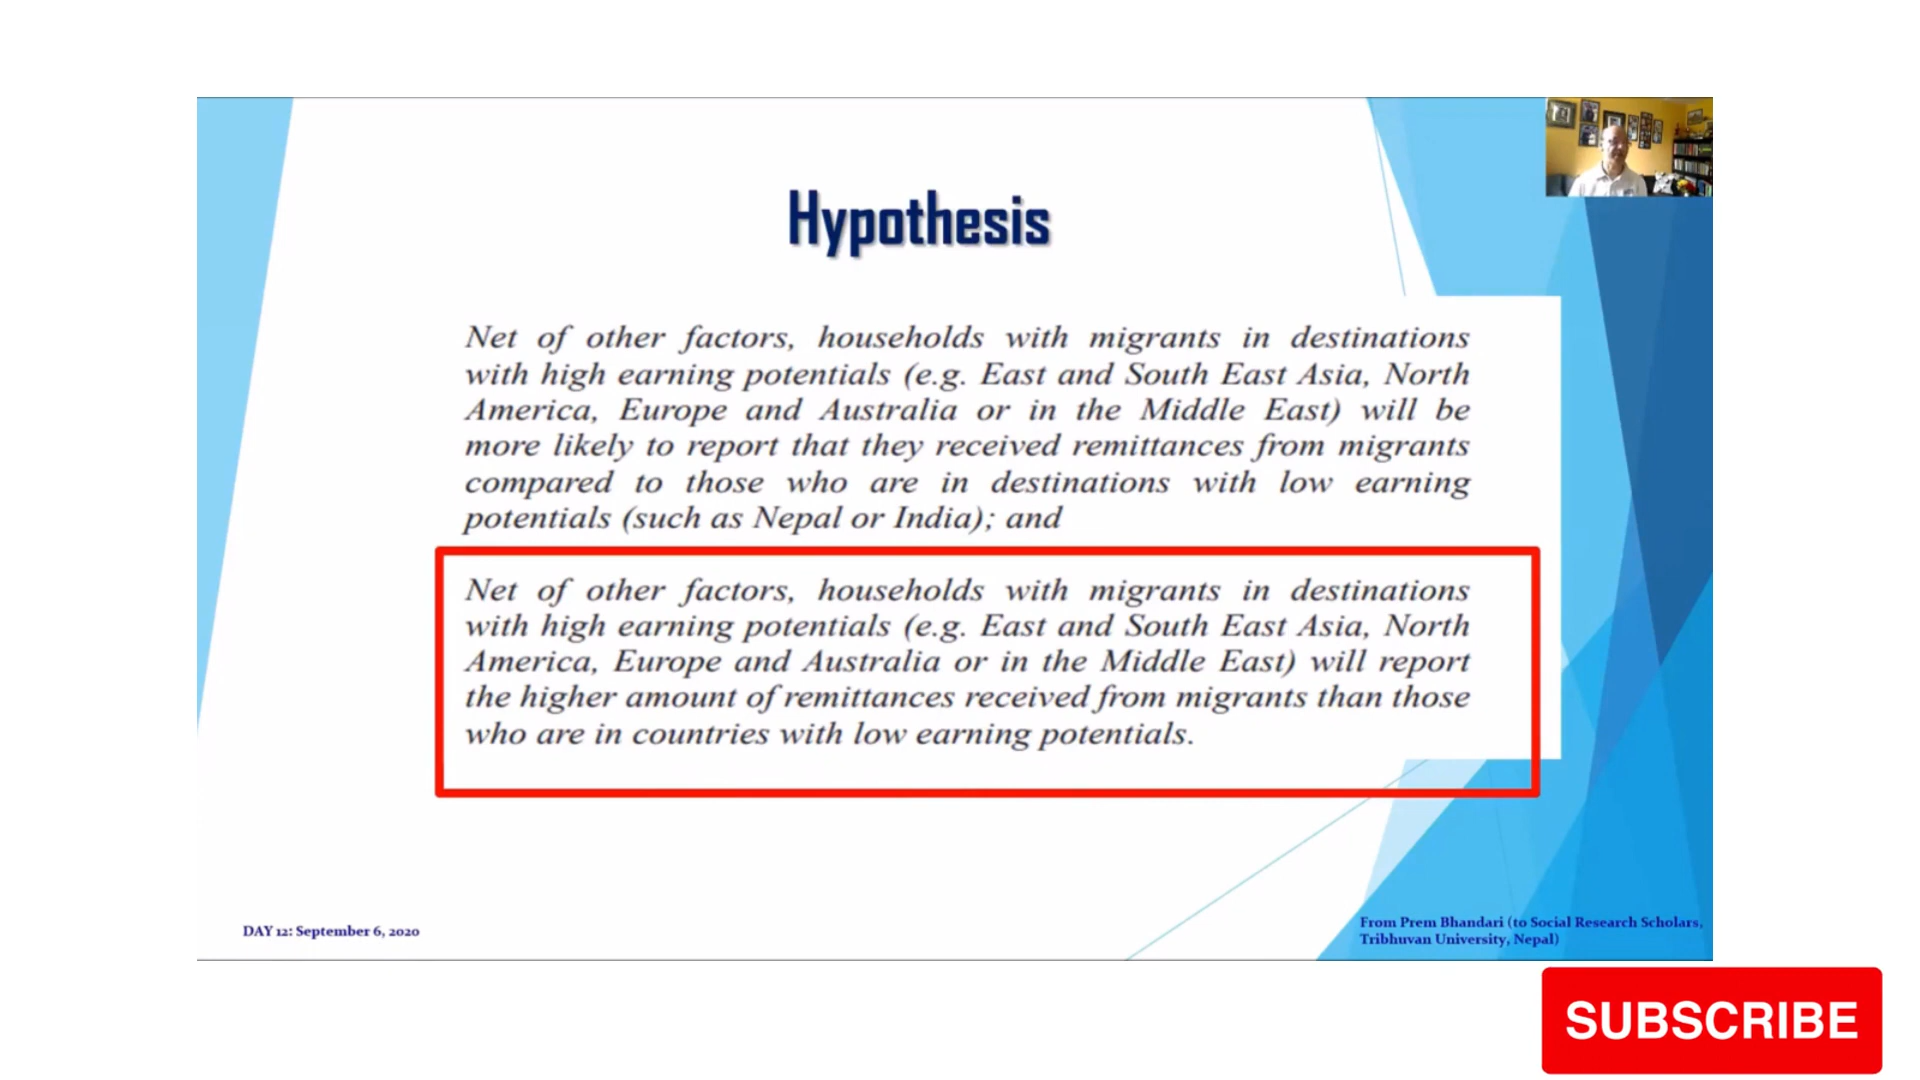 Hypothesis
Net of other factors, households with migrants in destinations
with high earning potentials (e.g. East and South East Asia, North
America, Europe and Australia or in the Middle East) will be
more likely to report that they received remittances from migrants
compared to those who are in destinations with low earning
potentials (such as Nepal or India); and
Net of other factors, households with migrants in destinations
with high earning potentials (e.g. East and South East Asia, North
America, Europe and Australia or in the Middle East) will report
the higher amount of remittances received from migrants than those
who are in countries with low earning potentials.
DAY 12: September 6, 2020
From Prem Bhandari (to Social Research Scholars,
Tribhuvan University, Nepal)
SUBSCRIBE